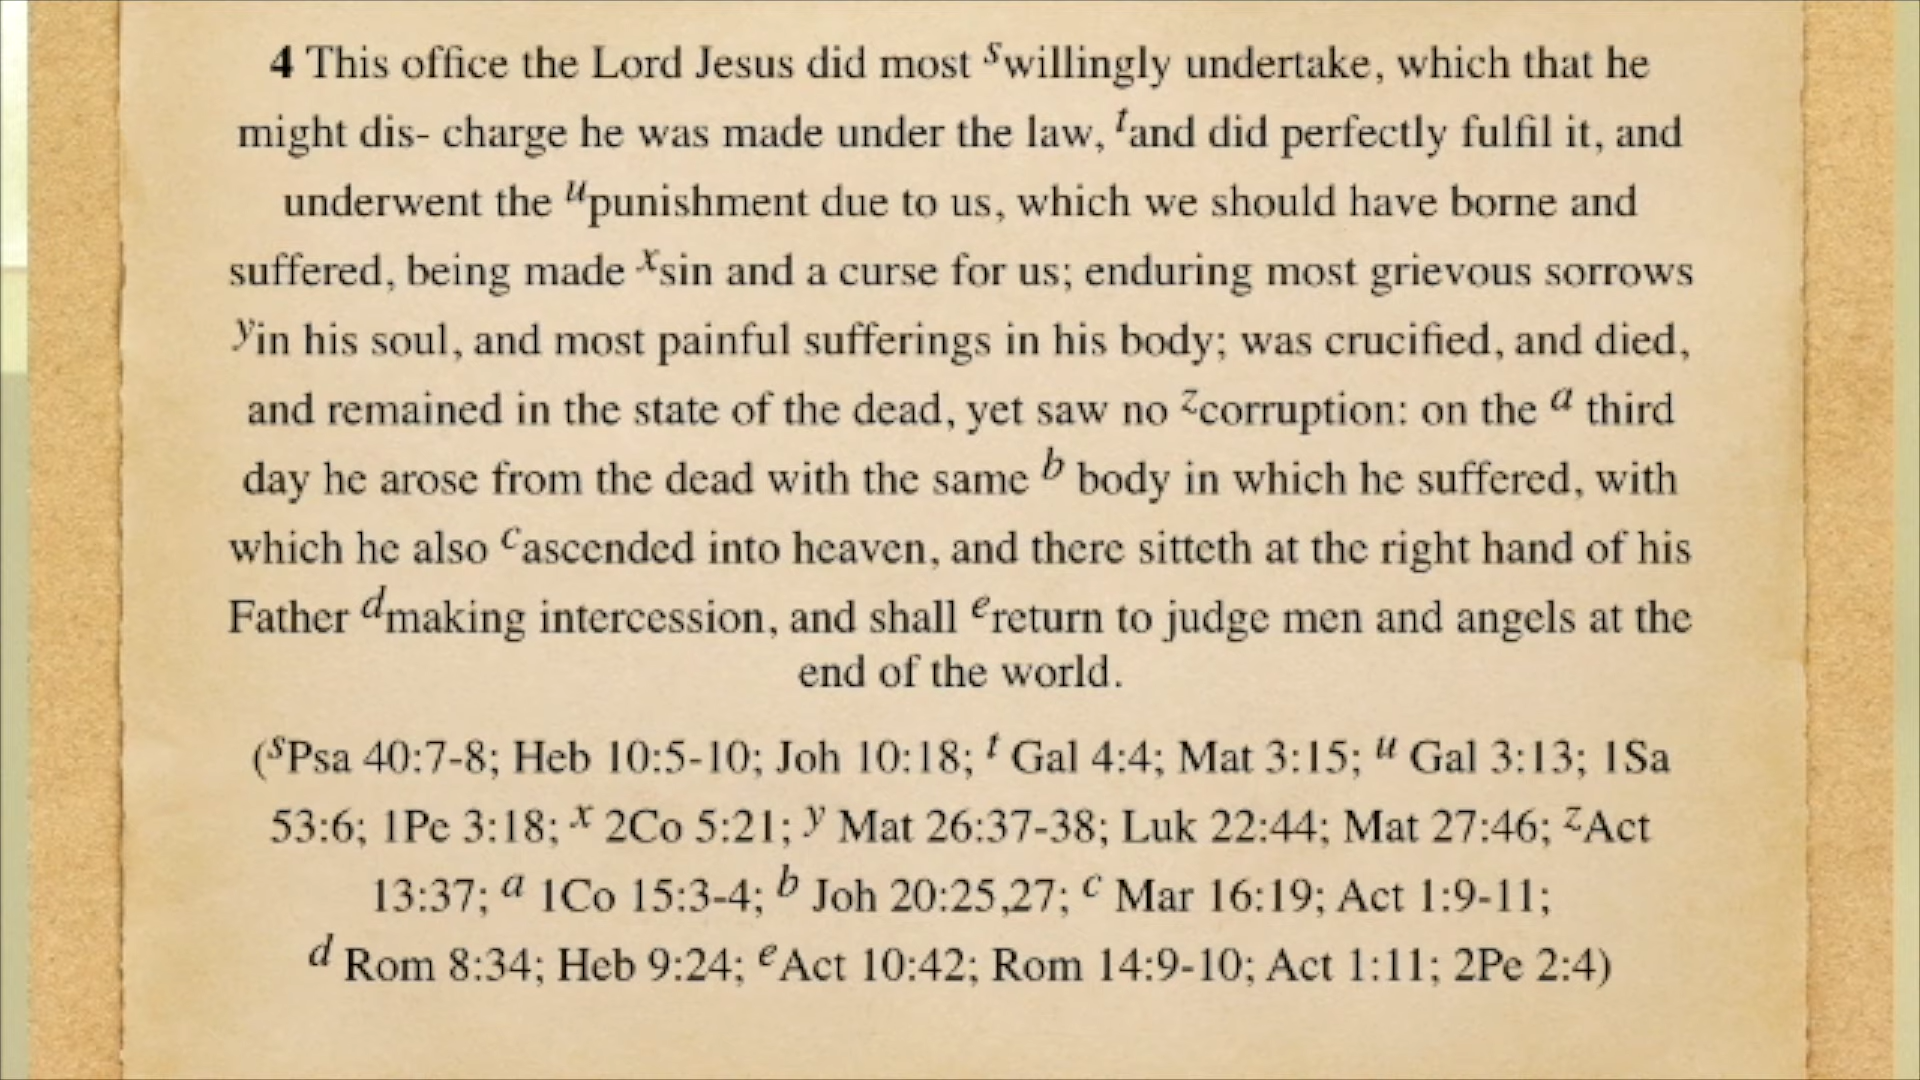 4 This office the Lord Jesus did most swillingly undertake, which that he
might dis- charge he was made under the law, tand did perfectly fulfil it, and
underwent the upunishment due to us, which we should have borne and
suffered, being made xsin and a curse for us; enduring most grievous sorrows
yin his soul, and most painful sufferings in his body; was crucified, and died,
and remained in the state of the dead, yet saw no zcorruption: on the a third
day he arose from the dead with the same b body in which he suffered, with
which he also cascended into heaven, and there sitteth at the right hand of his
Father dmaking intercession, and shall ereturn to judge men and angels at the
end of the world.
(sPsa 40:7-8; Heb 10:5-10; Joh 10:18; t Gal 4:4; Mat 3:15; u Gal 3:13; 1Sa
53:6; 1Pe 3:18; x 2Co 5:21; y Mat 26:37-38; Luk 22:44; Mat 27:46; zAct
13:37; a 1Co 15:3-4; b Joh 20:25,27; c Mar 16:19; Act 1:9-11;
d Rom 8:34; Heb 9:24; eAct 10:42; Rom 14:9-10; Act 1:11; 2Pe 2:4)